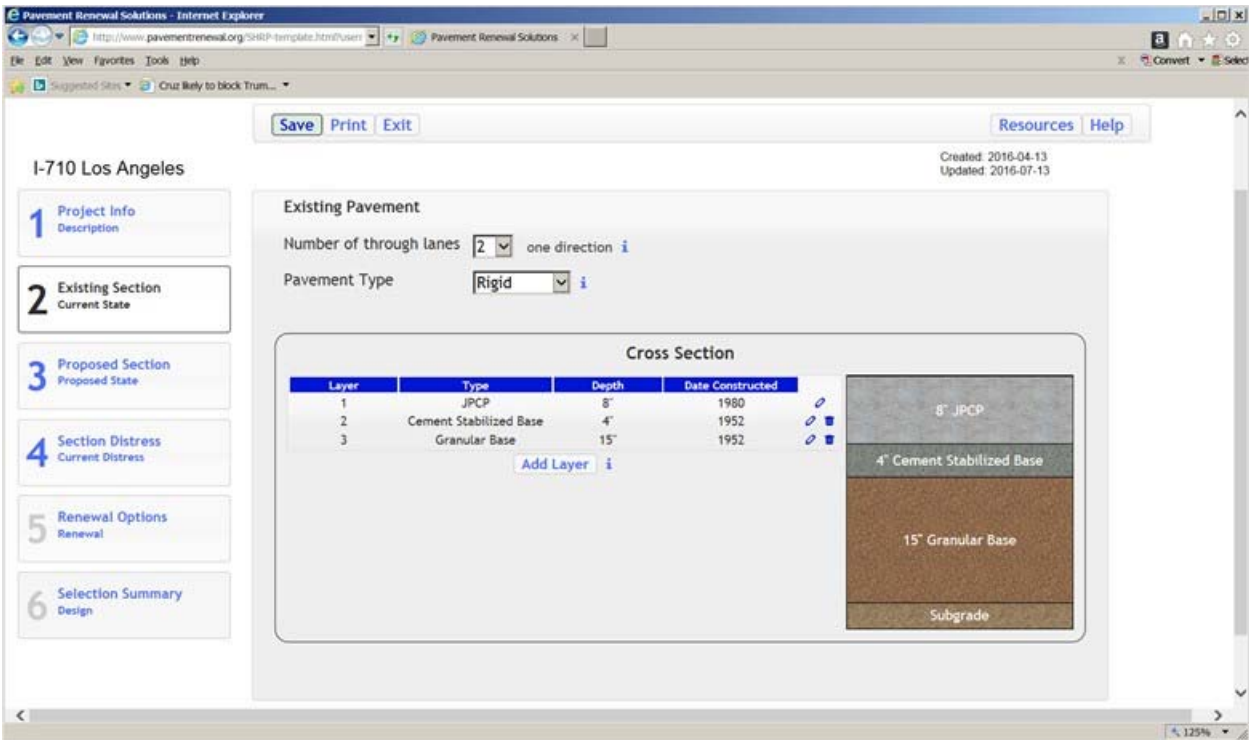 Pavement Renewal Solutions - Internet Explorer
http://www.pavementrenewal.org/SHRP-template.html?user Pavement Renewal Solutions
File Edit View Favorites Tools Help Convert Select
Suggested Sites Cruz likely to block Trum...
Save Print Exit Resources Help
I-710 Los Angeles
Created: 2016-04-13
Updated: 2016-07-13
1 Project Info
Description
2 Existing Section
Current State
3 Proposed Section
Proposed State
4 Section Distress
Current Distress
5 Renewal Options
Renewal
6 Selection Summary
Design
Existing Pavement
Number of through lanes 2 one direction i
Pavement Type Rigid i
Cross Section
Layer Type Depth Date Constructed
1 JPCP 8" 1980
2 Cement Stabilized Base 4" 1952
3 Granular Base 15" 1952
Add Layer i
8" JPCP
4" Cement Stabilized Base
15" Granular Base
Subgrade
125%